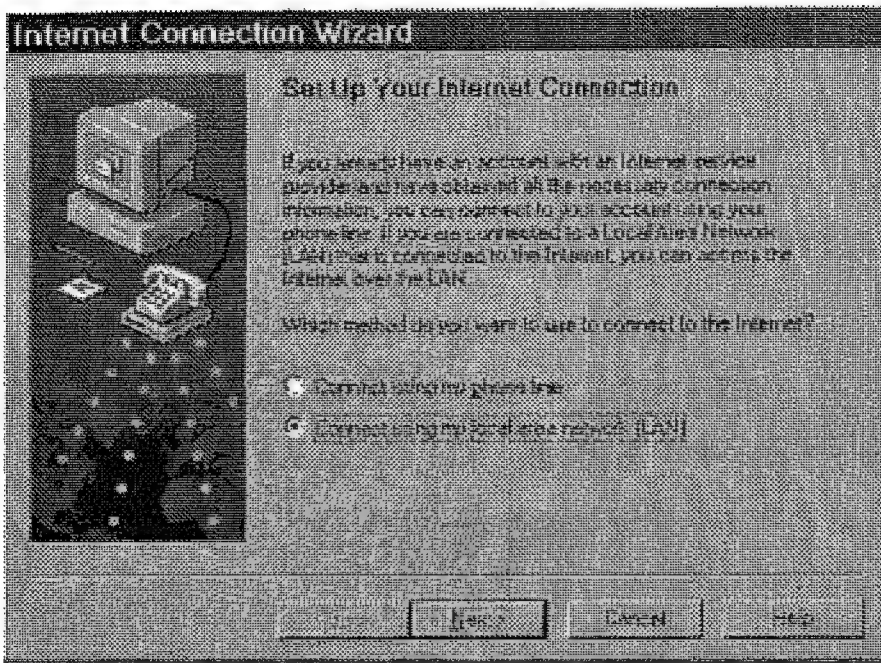 Internet Connection Wizard
Set Up Your Internet Connection
If you already have an account with an Internet service
provider and have obtained all the necessary connection
information, you can connect to your account using your
phone line. If you are connected to a Local Area Network
(LAN) that is connected to the Internet, you can access the
Internet over the LAN.
Which method do you want to use to connect to the Internet?
Connect using my phone line
Connect using my local area network (LAN)
Next >
Cancel
Help